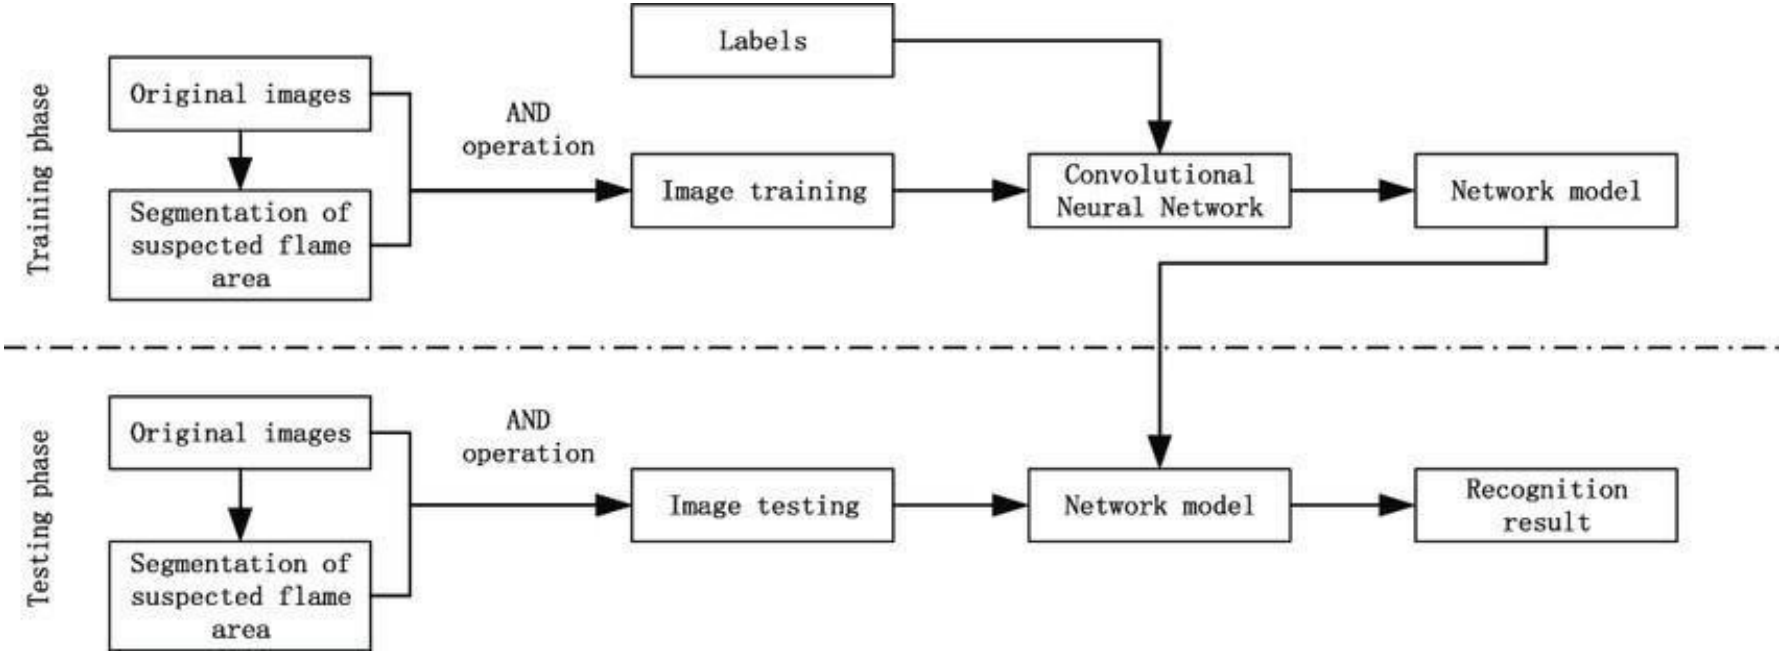 Training phase
Original images
Segmentation of
suspected flame
area
AND
operation
Labels
Image training
Convolutional
Neural Network
Network model
Testing phase
Original images
Segmentation of
suspected flame
area
AND
operation
Image testing
Network model
Recognition
result